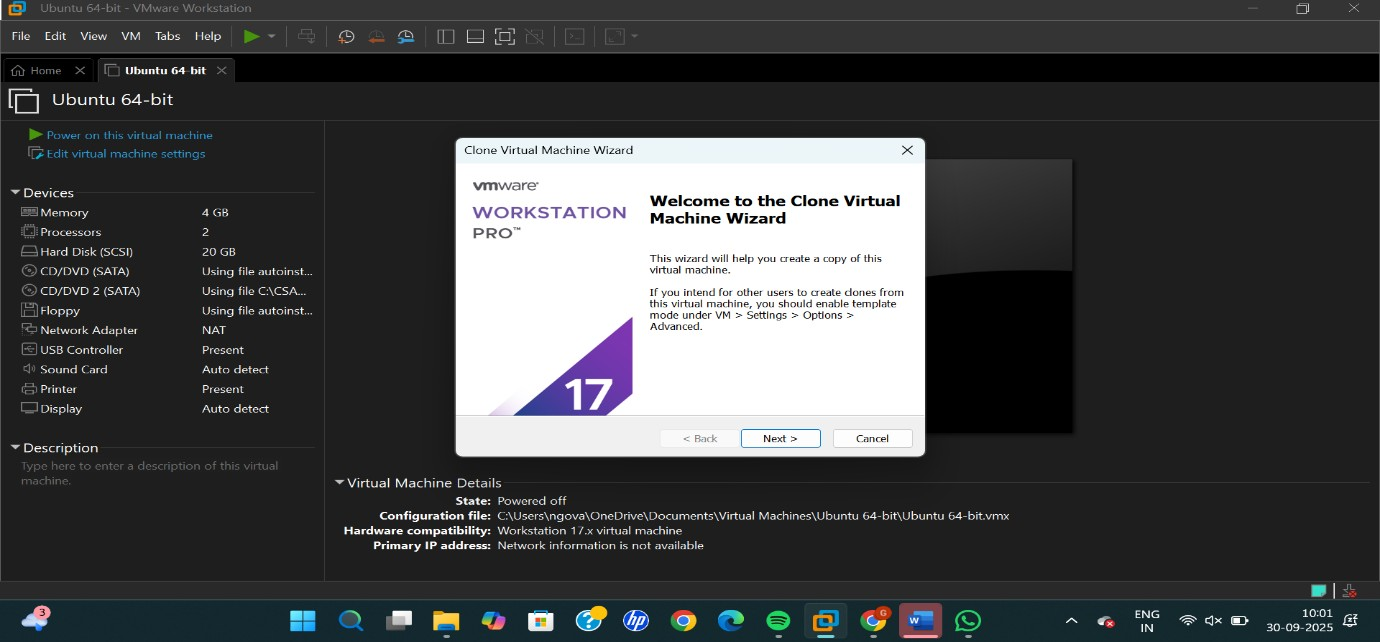 Ubuntu 64-bit - VMware Workstation
File Edit View VM Tabs Help
Home Ubuntu 64-bit
Ubuntu 64-bit
Power on this virtual machine
Edit virtual machine settings
Devices
Memory 4 GB
Processors 2
Hard Disk (SCSI) 20 GB
CD/DVD (SATA) Using file autoinst...
CD/DVD 2 (SATA) Using file C:\CSA...
Floppy Using file autoinst...
Network Adapter NAT
USB Controller Present
Sound Card Auto detect
Printer Present
Display Auto detect
Description
Type here to enter a description of this virtual
machine.
Clone Virtual Machine Wizard
vmware®
WORKSTATION
PRO™
17
Welcome to the Clone Virtual
Machine Wizard
This wizard will help you create a copy of this
virtual machine.
If you intend for other users to create clones from
this virtual machine, you should enable template
mode under VM > Settings > Options >
Advanced.
< Back Next > Cancel
Virtual Machine Details
State: Powered off
Configuration file: C:\Users\ngova\OneDrive\Documents\Virtual Machines\Ubuntu 64-bit\Ubuntu 64-bit.vmx
Hardware compatibility: Workstation 17.x virtual machine
Primary IP address: Network information is not available
3
hp
G
W
ENG
IN
10:01
30-09-2025